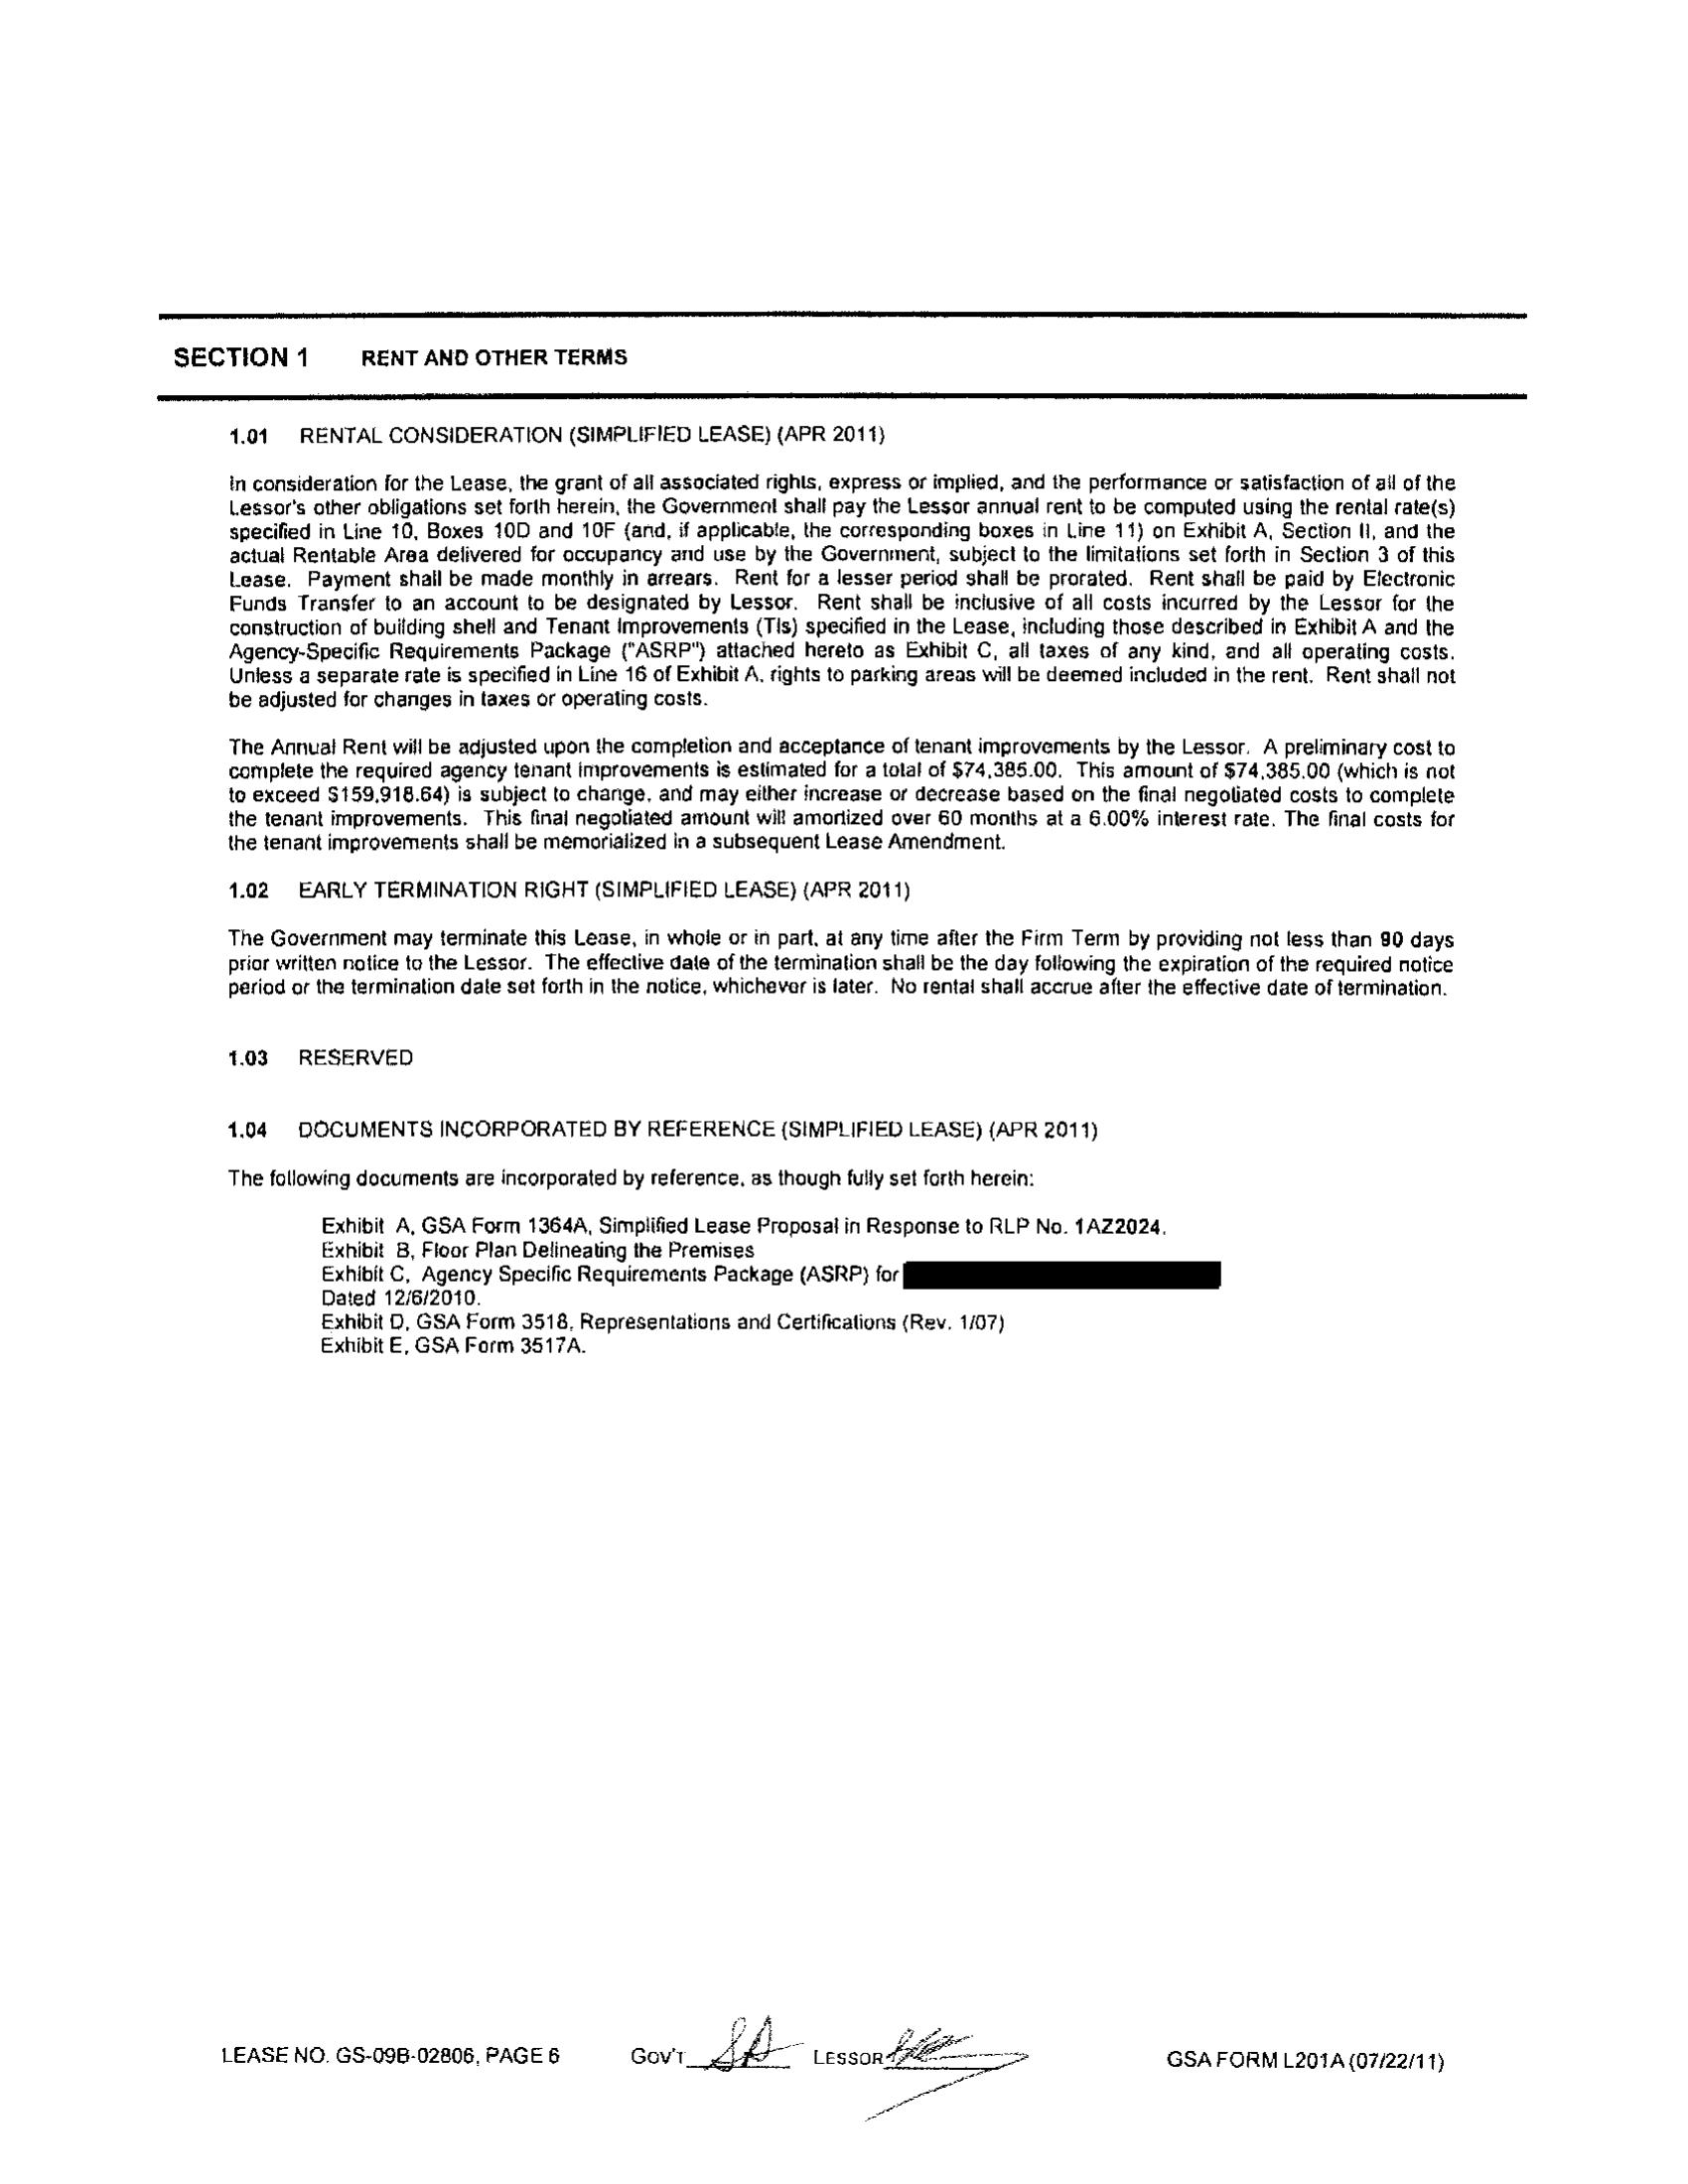 SECTION 1 RENT AND OTHER TERMS
1.01 RENTAL CONSIDERATION (SIMPLIFIED LEASE) (APR 2011)
In consideration for the Lease, the grant of all associated rights, express or implied, and the performance or satisfaction of all of the
Lessor's other obligations set forth herein, the Government shall pay the Lessor annual rent to be computed using the rental rate(s)
specified in Line 10, Boxes 10D and 10F (and, if applicable, the corresponding boxes in Line 11) on Exhibit A, Section II, and the
actual Rentable Area delivered for occupancy and use by the Government, subject to the limitations set forth in Section 3 of this
Lease. Payment shall be made monthly in arrears. Rent for a lesser period shall be prorated. Rent shall be paid by Electronic
Funds Transfer to an account to be designated by Lessor. Rent shall be inclusive of all costs incurred by the Lessor for the
construction of building shell and Tenant Improvements (TIs) specified in the Lease, including those described in Exhibit A and the
Agency-Specific Requirements Package ("ASRP") attached hereto as Exhibit C, all taxes of any kind, and all operating costs.
Unless a separate rate is specified in Line 16 of Exhibit A, rights to parking areas will be deemed included in the rent. Rent shall not
be adjusted for changes in taxes or operating costs.
The Annual Rent will be adjusted upon the completion and acceptance of tenant improvements by the Lessor. A preliminary cost to
complete the required agency tenant improvements is estimated for a total of $74,385.00. This amount of $74,385.00 (which is not
to exceed $159,918.64) is subject to change, and may either increase or decrease based on the final negotiated costs to complete
the tenant improvements. This final negotiated amount will amortized over 60 months at a 6.00% interest rate. The final costs for
the tenant improvements shall be memorialized in a subsequent Lease Amendment.
1.02 EARLY TERMINATION RIGHT (SIMPLIFIED LEASE) (APR 2011)
The Government may terminate this Lease, in whole or in part, at any time after the Firm Term by providing not less than 90 days
prior written notice to the Lessor. The effective date of the termination shall be the day following the expiration of the required notice
period or the termination date set forth in the notice, whichever is later. No rental shall accrue after the effective date of termination.
1.03 RESERVED
1.04 DOCUMENTS INCORPORATED BY REFERENCE (SIMPLIFIED LEASE) (APR 2011)
The following documents are incorporated by reference, as though fully set forth herein:
Exhibit A, GSA Form 1364A, Simplified Lease Proposal in Response to RLP No. 1AZ2024.
Exhibit B, Floor Plan Delineating the Premises
Exhibit C, Agency Specific Requirements Package (ASRP) for
Dated 12/6/2010.
Exhibit D, GSA Form 3518, Representations and Certifications (Rev. 1/07)
Exhibit E, GSA Form 3517A.
LEASE NO. GS-09B-02806, PAGE 6 GOV'T LESSOR GSA FORM L201A (07/22/11)